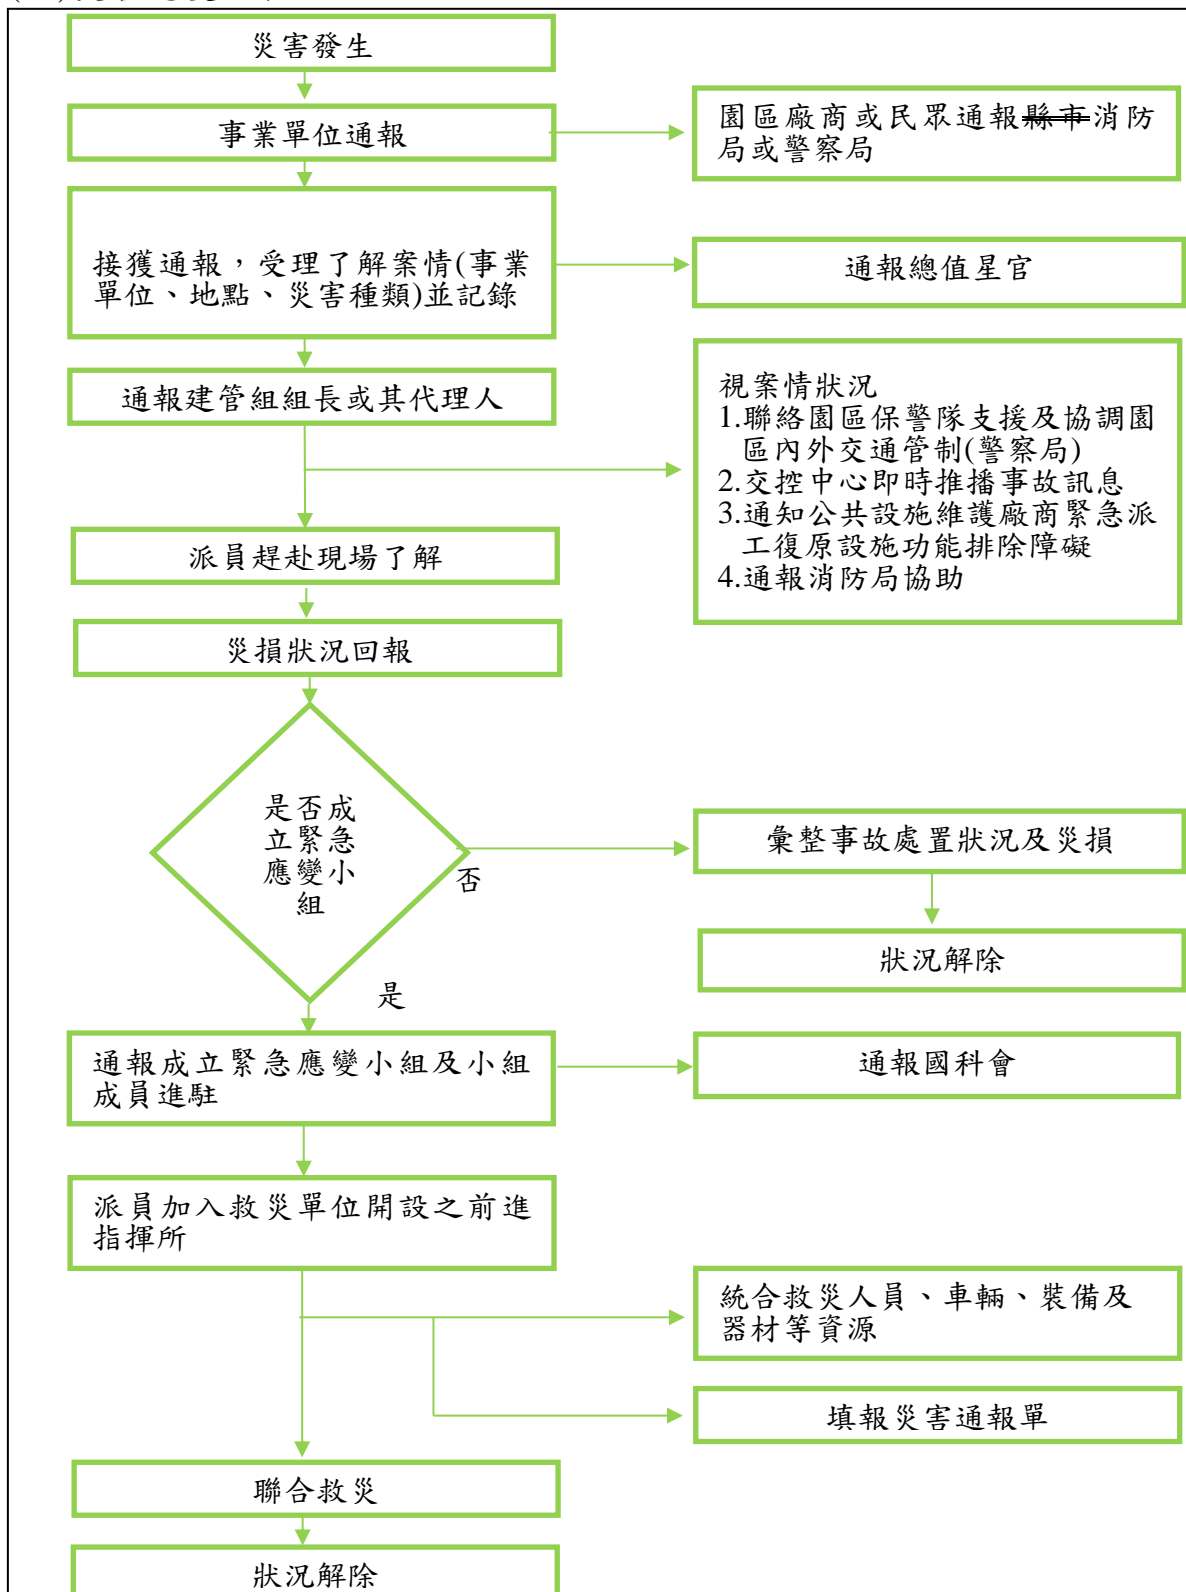 災害發生
事業單位通報
園區廠商或民眾通報縣市消防
局或警察局
接獲通報，受理了解案情(事業
單位、地點、災害種類)並記錄
通報總值星官
通報建管組組長或其代理人
視案情狀況
1.聯絡園區保警隊支援及協調園
區內外交通管制(警察局)
2.交控中心即時推播事故訊息
3.通知公共設施維護廠商緊急派
工復原設施功能排除障礙
4.通報消防局協助
派員趕赴現場了解
災損狀況回報
是否成
立緊急
應變小
組
否
彙整事故處置狀況及災損
狀況解除
是
通報成立緊急應變小組及小組
成員進駐
通報國科會
派員加入救災單位開設之前進
指揮所
統合救災人員、車輛、裝備及
器材等資源
填報災害通報單
聯合救災
狀況解除